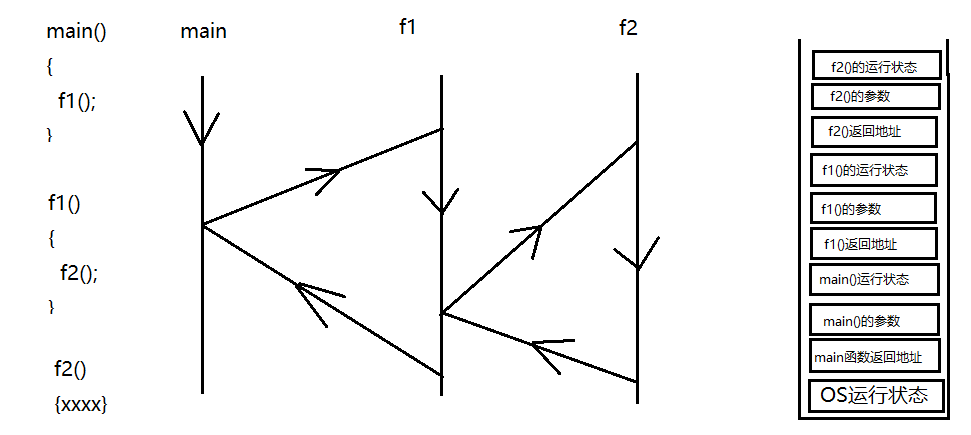 main()
{
f1();
}
f1()
{
f2();
}
f2()
{xxxx}
main
f1
f2
f2()的运行状态
f2()的参数
f2()返回地址
f1()的运行状态
f1()的参数
f1()返回地址
main()运行状态
main()的参数
main函数返回地址
OS运行状态